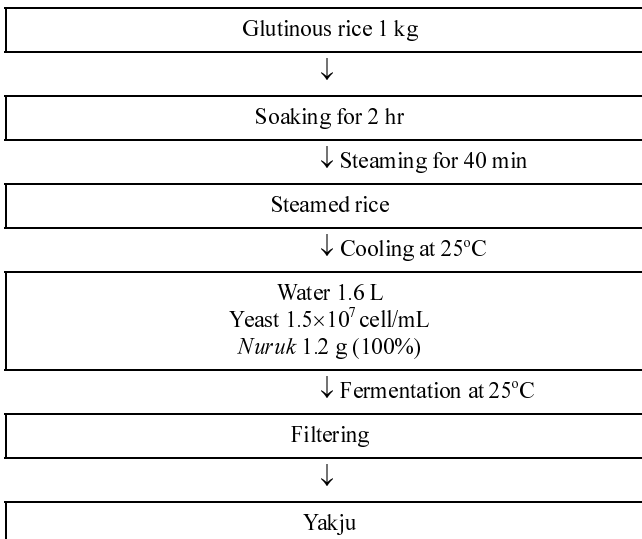 Glutinous rice 1 kg
↓
Soaking for 2 hr
↓ Steaming for 40 min
Steamed rice
↓ Cooling at 25°C
Water 1.6 L
Yeast 1.5×10⁷ cell/mL
Nuruk 1.2 g (100%)
↓ Fermentation at 25°C
Filtering
↓
Yakju